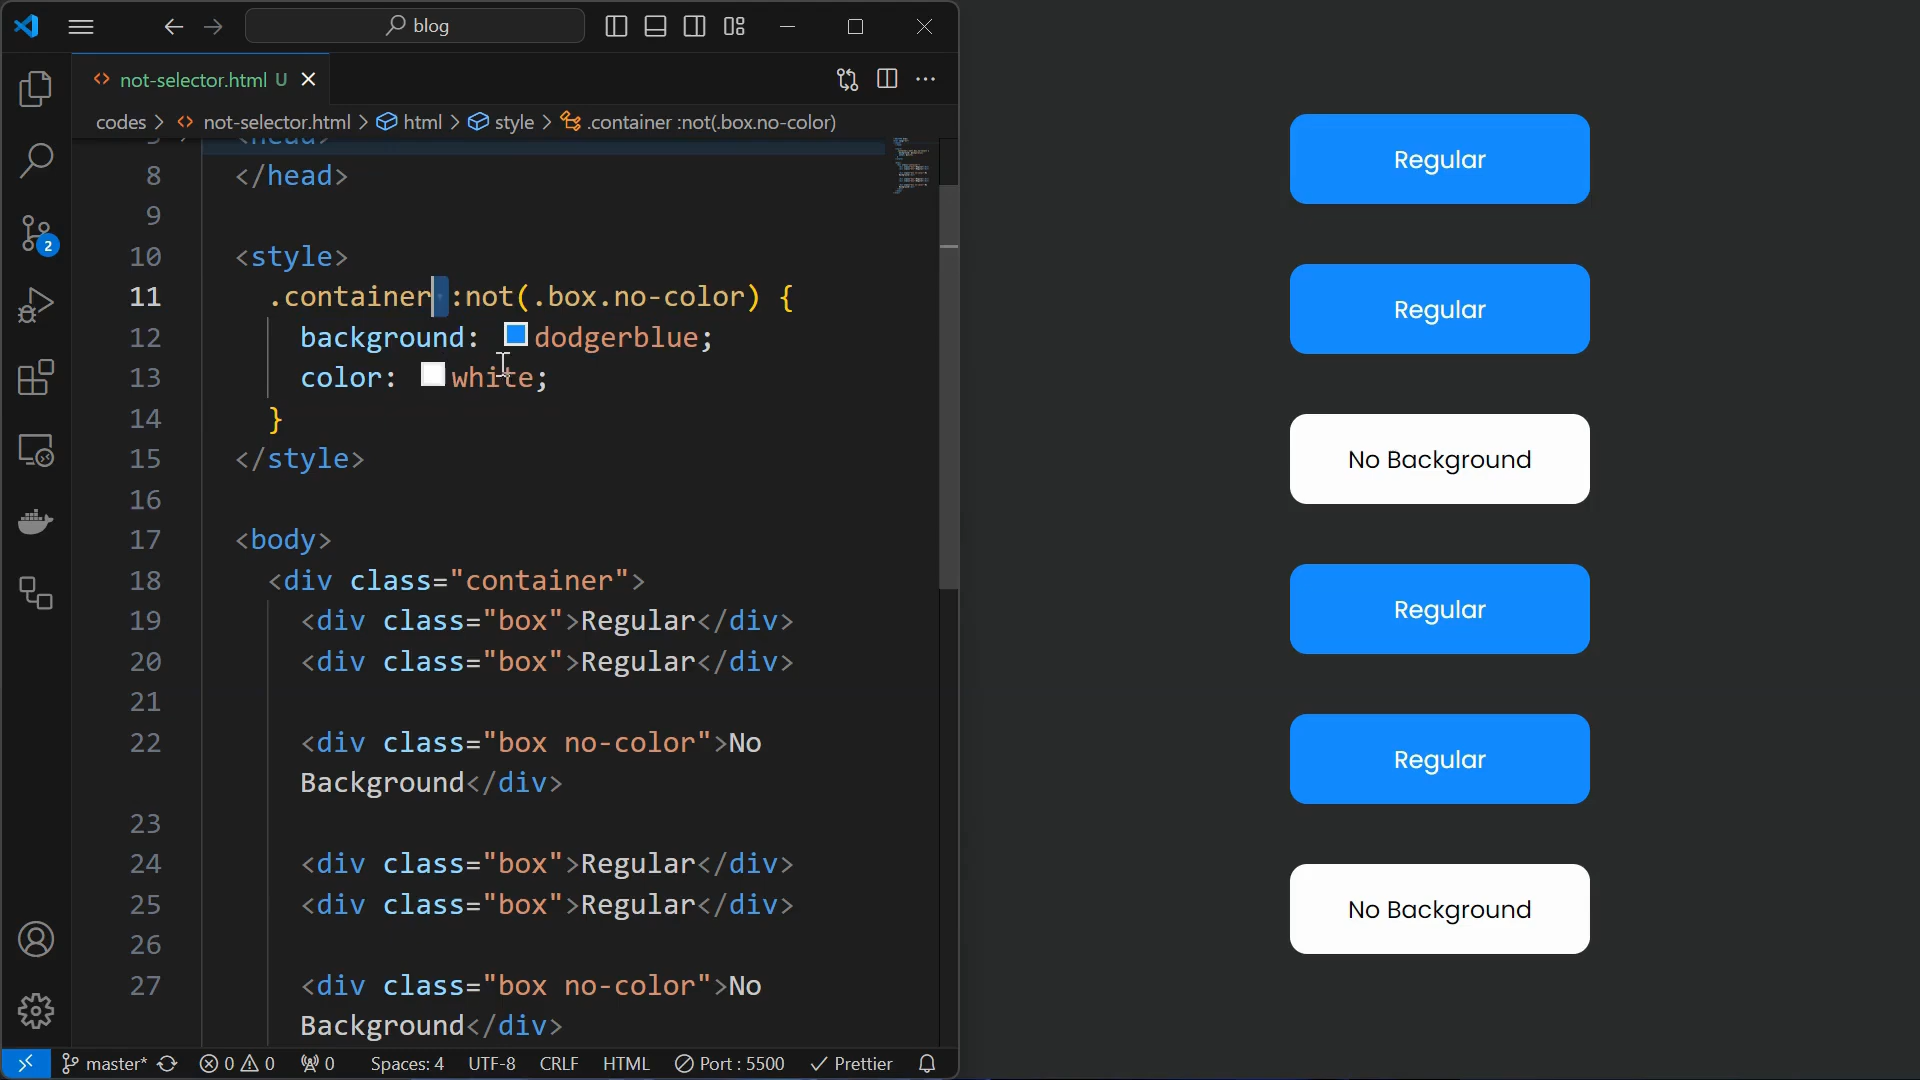 blog
not-selector.html U
codes > not-selector.html > html > style > .container :not(.box.no-color)
<head>
8 </head>
9
10 <style>
11 .container :not(.box.no-color) {
12 background: dodgerblue;
13 color: white;
14 }
15 </style>
16
17 <body>
18 <div class="container">
19 <div class="box">Regular</div>
20 <div class="box">Regular</div>
21
22 <div class="box no-color">No
Background</div>
23
24 <div class="box">Regular</div>
25 <div class="box">Regular</div>
26
27 <div class="box no-color">No
Background</div>
2
master* 0 0 0 Spaces: 4 UTF-8 CRLF HTML Port : 5500 Prettier
Regular
Regular
No Background
Regular
Regular
No Background